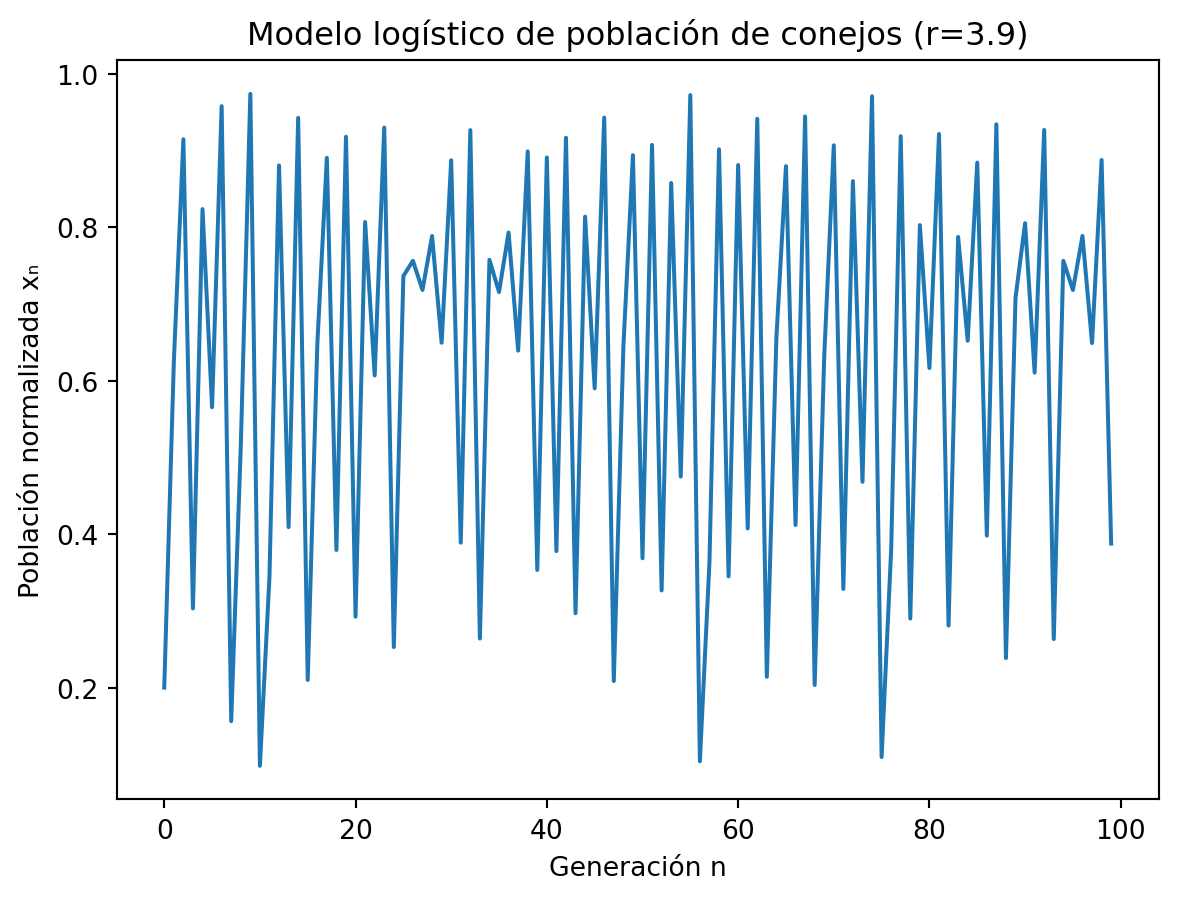 Modelo logístico de población de conejos (r=3.9)
1.0
0.8
0.6
0.4
0.2
Población normalizada xₙ
0 20 40 60 80 100
Generación n